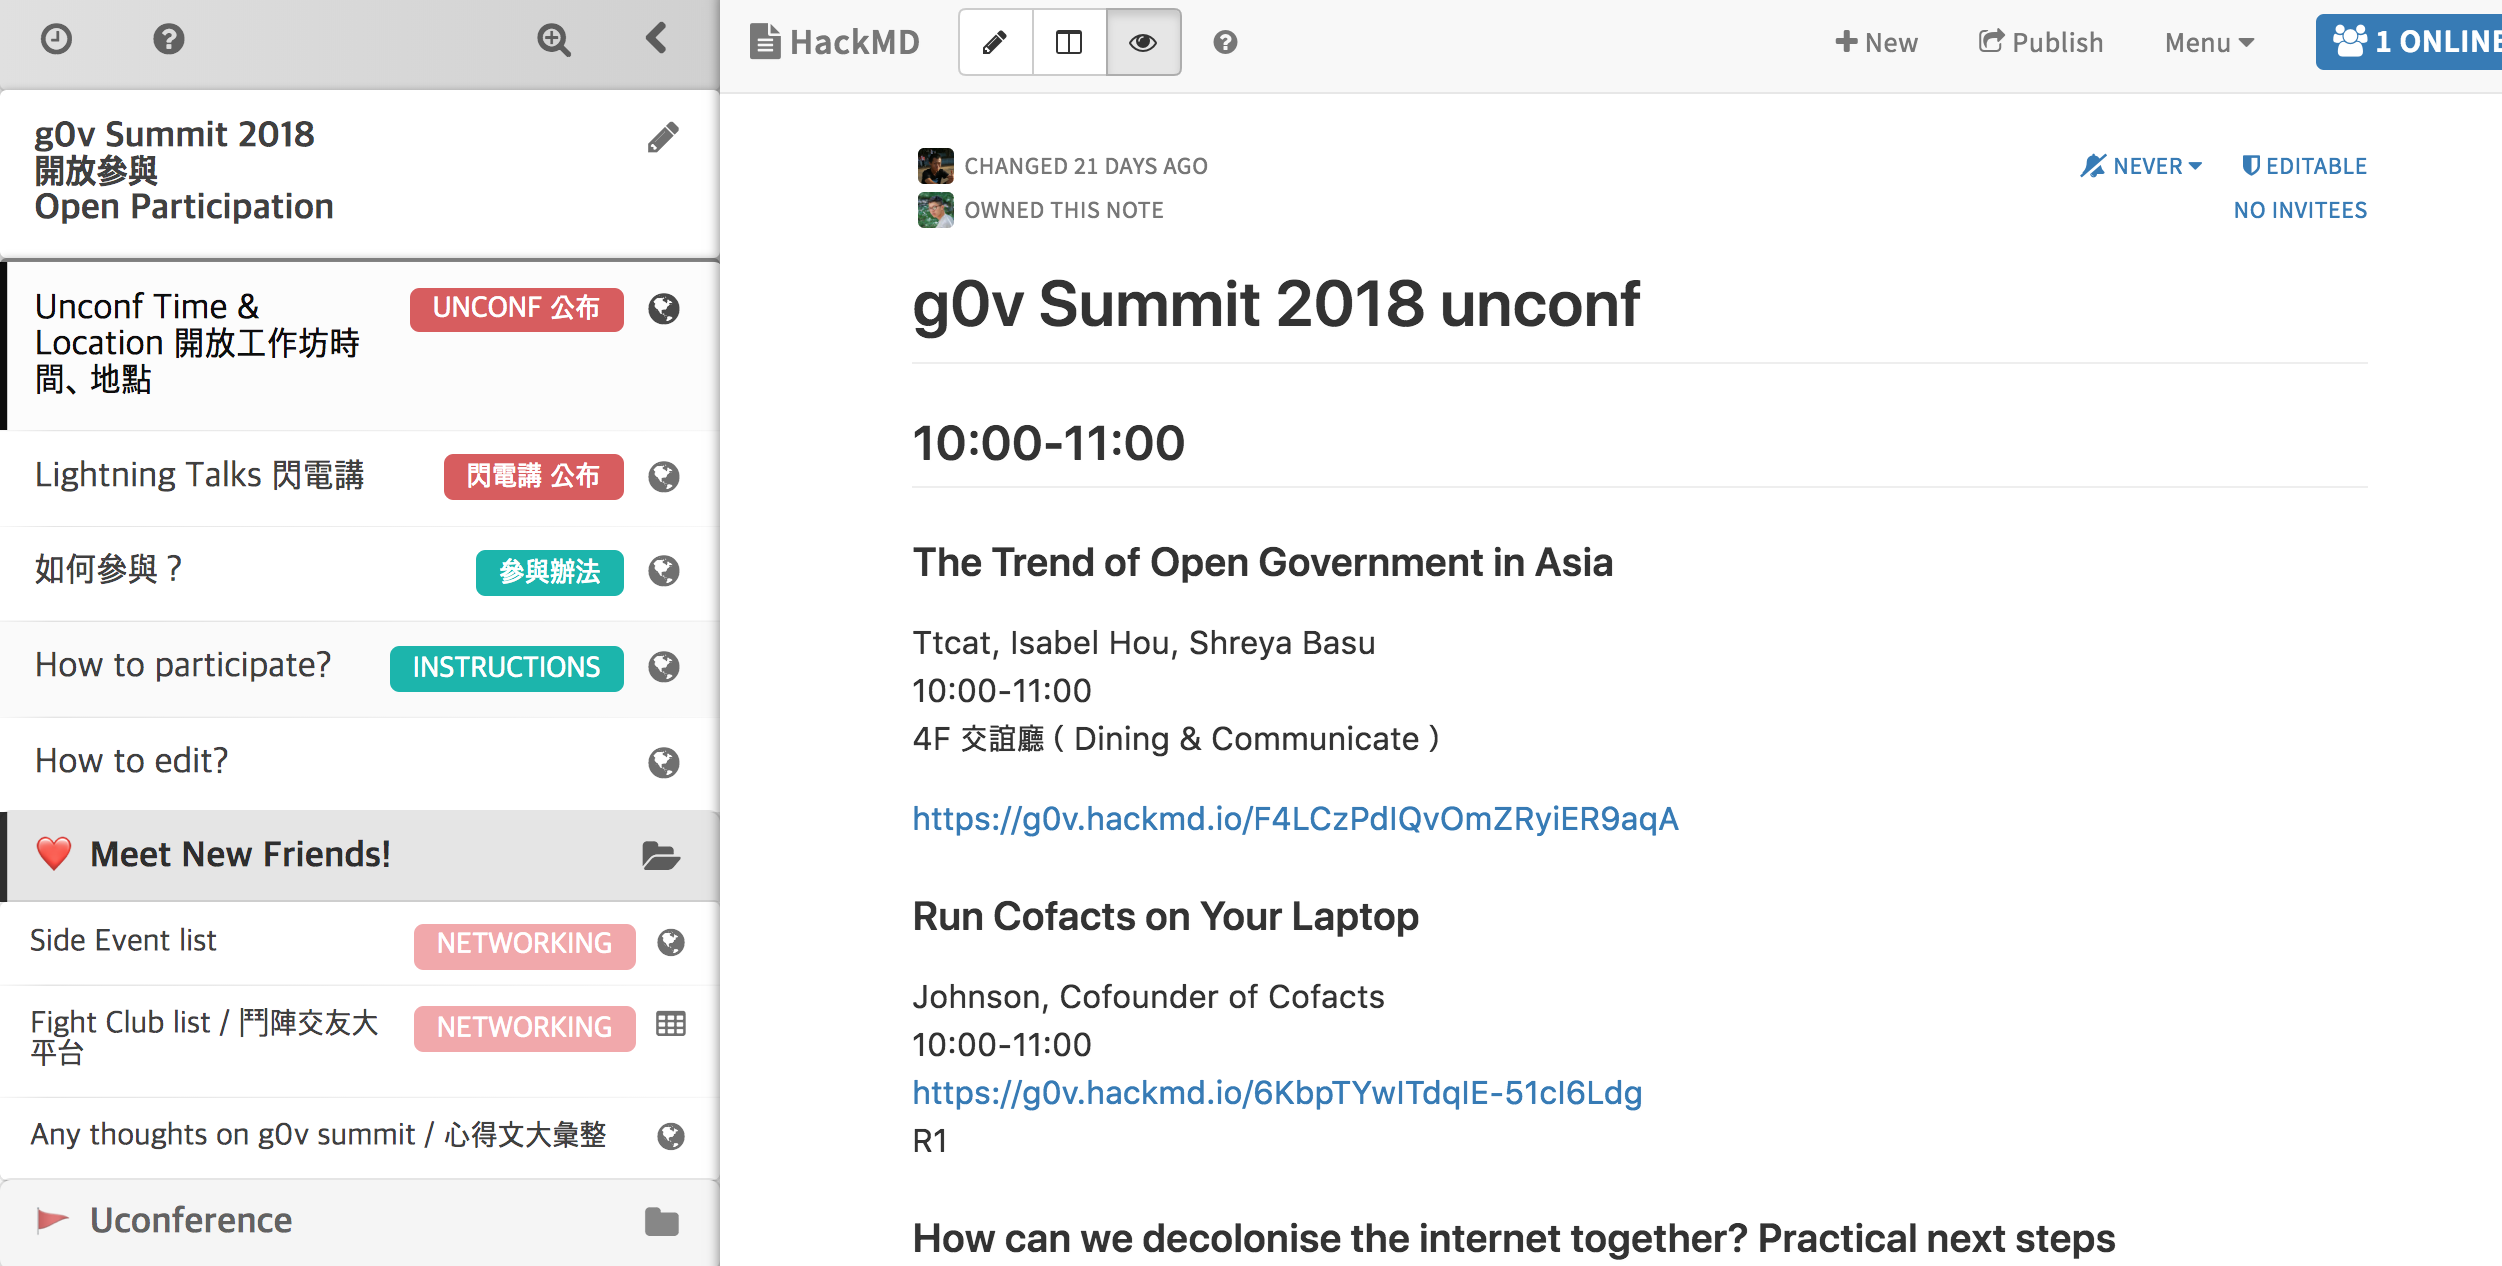 g0v Summit 2018
開放參與
Open Participation
Unconf Time &
Location 開放工作坊時
間、地點
UNCONF 公布
Lightning Talks 閃電講
閃電講 公布
如何參與？
參與辦法
How to participate?
INSTRUCTIONS
How to edit?
Meet New Friends!
Side Event list
NETWORKING
Fight Club list / 鬥陣交友大
平台
NETWORKING
Any thoughts on g0v summit / 心得文大彙整
Uconference
HackMD
New
Publish
Menu
1 ONLINE
CHANGED 21 DAYS AGO
NEVER
EDITABLE
OWNED THIS NOTE
NO INVITEES
g0v Summit 2018 unconf
10:00-11:00
The Trend of Open Government in Asia
Ttcat, Isabel Hou, Shreya Basu
10:00-11:00
4F 交誼廳（ Dining & Communicate ）
https://g0v.hackmd.io/F4LCzPdIQvOmZRyiER9aqA
Run Cofacts on Your Laptop
Johnson, Cofounder of Cofacts
10:00-11:00
https://g0v.hackmd.io/6KbpTYwITdqIE-51cI6Ldg
R1
How can we decolonise the internet together? Practical next steps